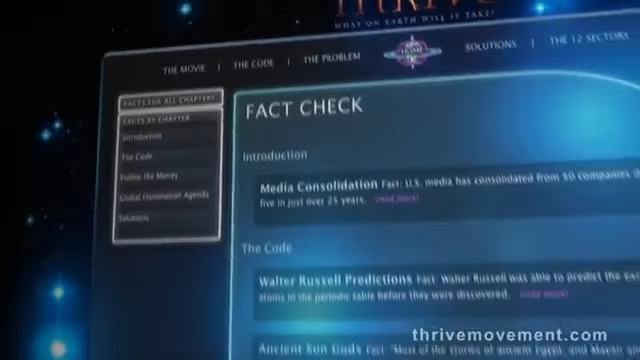 THRIVE
WHAT ON EARTH WILL IT TAKE?
THE MOVIE | THE CODE | THE PROBLEM HOME SOLUTIONS | THE 12 SECTORS
FACTS FOR ALL CHAPTERS
FACTS BY CHAPTER
Introduction
The Code
Follow the Money
Global Domination Agenda
Solutions
FACT CHECK
Introduction
Media Consolidation Fact: U.S. media has consolidated from 50 companies
five in just over 25 years. (read more)
The Code
Walter Russell Predictions Fact: Walter Russell was able to predict the
atoms in the periodic table before they were discovered. (read more)
Ancient Sun Gods Fact: "Most of the stories of ancient Egypt, and Mayan
thrivemovement.com